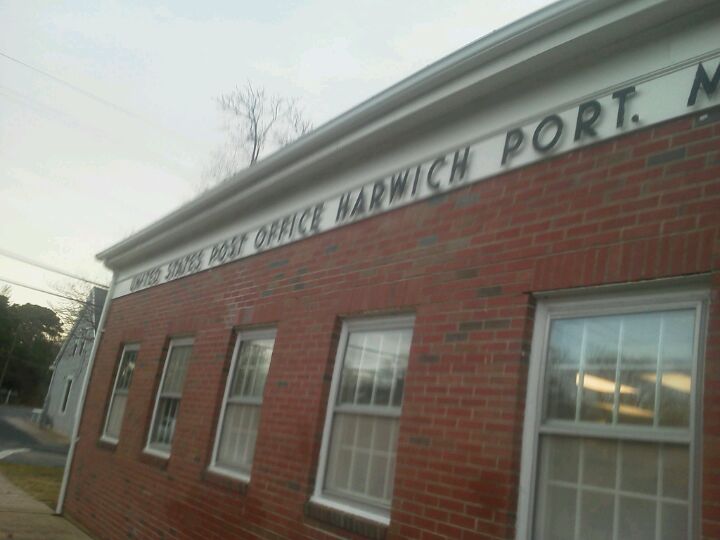 UNITED STATES POST OFFICE HARWICH PORT. M